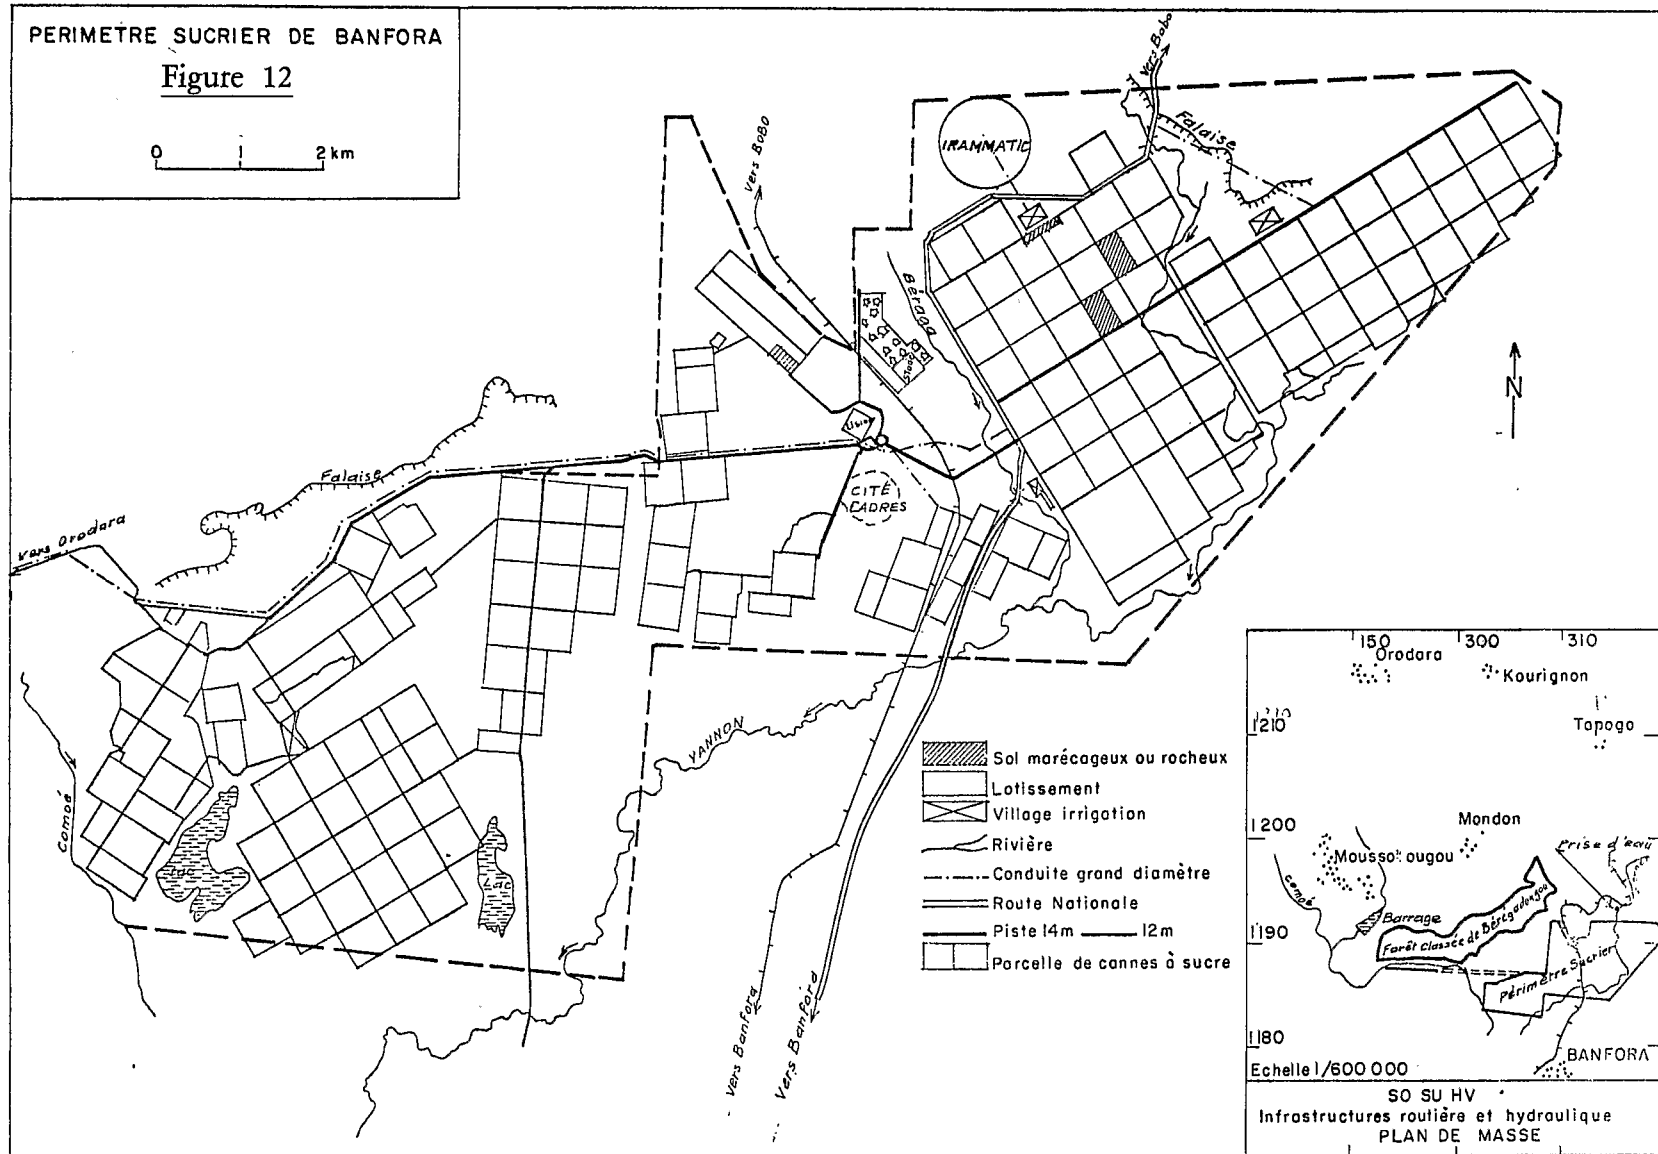 PERIMETRE SUCRIER DE BANFORA
Figure 12
0 1 2 km
Vers Bobo
Vers BOBO
Falaise
IRAMMATIC
Béraga
Stade
Usine
CITÉ
CADRES
Falaise
Vers Orodara
N
YANNON
Comoé
Lac
Lac
Vers Banfora
Vers Banford
Sol marécageux ou rocheux
Lotissement
Village irrigation
Rivière
Conduite grand diamètre
Route Nationale
Piste 14m 12m
Parcelle de cannes à sucre
150 300 310
Orodara
Kourignon
1210
Tapogo
1200
Mondon
Prise d'eau
Comoé
Barrage
Forêt Classée de Bérégadougou
1190
Périmètre Sucrier
1180
BANFORA
Echelle 1/600 000
SO SU HV
Infrastructures routière et hydraulique
PLAN DE MASSE